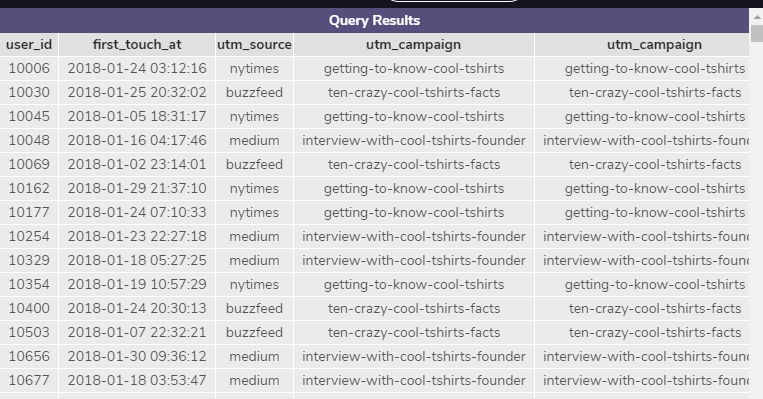 Query Results
user_id first_touch_at utm_source utm_campaign utm_campaign
10006 2018-01-24 03:12:16 nytimes getting-to-know-cool-tshirts getting-to-know-cool-tshirts
10030 2018-01-25 20:32:02 buzzfeed ten-crazy-cool-tshirts-facts ten-crazy-cool-tshirts-facts
10045 2018-01-05 18:31:17 nytimes getting-to-know-cool-tshirts getting-to-know-cool-tshirts
10048 2018-01-16 04:17:46 medium interview-with-cool-tshirts-founder interview-with-cool-tshirts-found
10069 2018-01-02 23:14:01 buzzfeed ten-crazy-cool-tshirts-facts ten-crazy-cool-tshirts-facts
10162 2018-01-29 21:37:10 nytimes getting-to-know-cool-tshirts getting-to-know-cool-tshirts
10177 2018-01-24 07:10:33 nytimes getting-to-know-cool-tshirts getting-to-know-cool-tshirts
10254 2018-01-23 22:27:18 medium interview-with-cool-tshirts-founder interview-with-cool-tshirts-found
10329 2018-01-18 05:27:25 medium interview-with-cool-tshirts-founder interview-with-cool-tshirts-found
10354 2018-01-19 10:57:29 nytimes getting-to-know-cool-tshirts getting-to-know-cool-tshirts
10400 2018-01-24 20:30:13 buzzfeed ten-crazy-cool-tshirts-facts ten-crazy-cool-tshirts-facts
10503 2018-01-07 22:32:21 buzzfeed ten-crazy-cool-tshirts-facts ten-crazy-cool-tshirts-facts
10656 2018-01-30 09:36:12 medium interview-with-cool-tshirts-founder interview-with-cool-tshirts-found
10677 2018-01-18 03:53:47 medium interview-with-cool-tshirts-founder interview-with-cool-tshirts-found